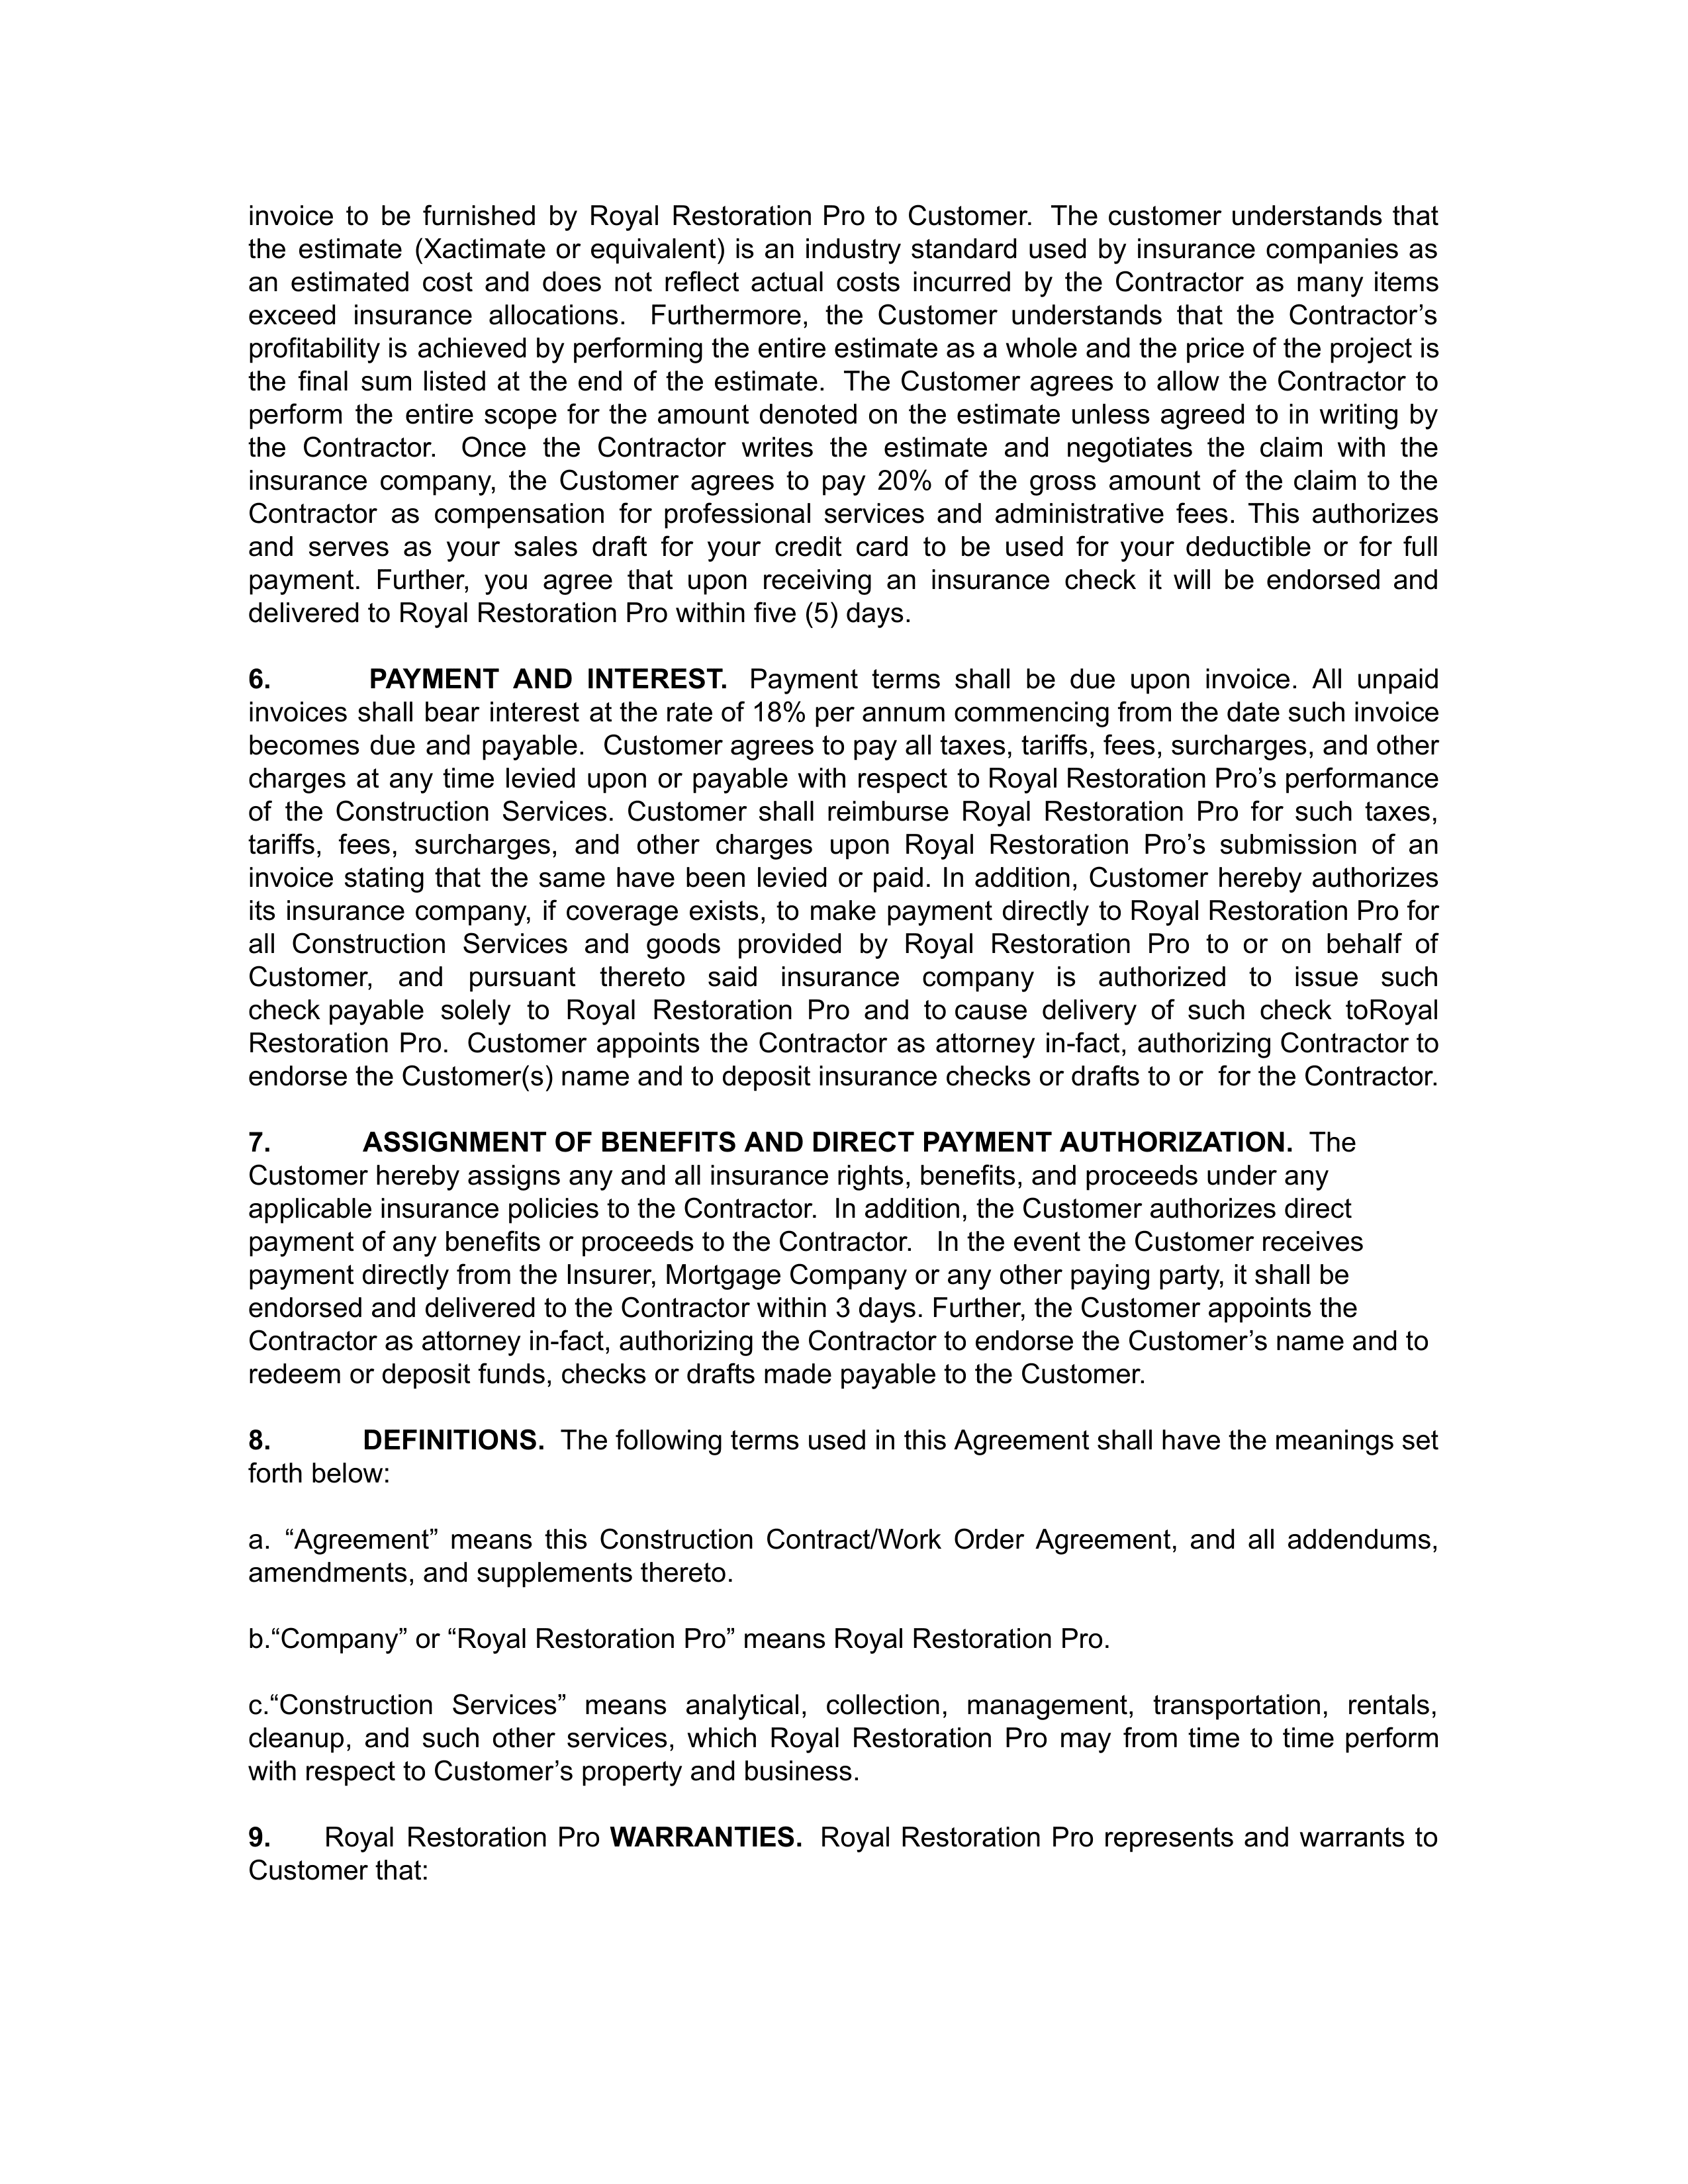 invoice to be furnished by Royal Restoration Pro to Customer. The customer understands that
the estimate (Xactimate or equivalent) is an industry standard used by insurance companies as
an estimated cost and does not reflect actual costs incurred by the Contractor as many items
exceed insurance allocations. Furthermore, the Customer understands that the Contractor’s
profitability is achieved by performing the entire estimate as a whole and the price of the project is
the final sum listed at the end of the estimate. The Customer agrees to allow the Contractor to
perform the entire scope for the amount denoted on the estimate unless agreed to in writing by
the Contractor. Once the Contractor writes the estimate and negotiates the claim with the
insurance company, the Customer agrees to pay 20% of the gross amount of the claim to the
Contractor as compensation for professional services and administrative fees. This authorizes
and serves as your sales draft for your credit card to be used for your deductible or for full
payment. Further, you agree that upon receiving an insurance check it will be endorsed and
delivered to Royal Restoration Pro within five (5) days.
6. PAYMENT AND INTEREST. Payment terms shall be due upon invoice. All unpaid
invoices shall bear interest at the rate of 18% per annum commencing from the date such invoice
becomes due and payable. Customer agrees to pay all taxes, tariffs, fees, surcharges, and other
charges at any time levied upon or payable with respect to Royal Restoration Pro’s performance
of the Construction Services. Customer shall reimburse Royal Restoration Pro for such taxes,
tariffs, fees, surcharges, and other charges upon Royal Restoration Pro’s submission of an
invoice stating that the same have been levied or paid. In addition, Customer hereby authorizes
its insurance company, if coverage exists, to make payment directly to Royal Restoration Pro for
all Construction Services and goods provided by Royal Restoration Pro to or on behalf of
Customer, and pursuant thereto said insurance company is authorized to issue such
check payable solely to Royal Restoration Pro and to cause delivery of such check toRoyal
Restoration Pro. Customer appoints the Contractor as attorney in-fact, authorizing Contractor to
endorse the Customer(s) name and to deposit insurance checks or drafts to or for the Contractor.
7. ASSIGNMENT OF BENEFITS AND DIRECT PAYMENT AUTHORIZATION. The
Customer hereby assigns any and all insurance rights, benefits, and proceeds under any
applicable insurance policies to the Contractor. In addition, the Customer authorizes direct
payment of any benefits or proceeds to the Contractor. In the event the Customer receives
payment directly from the Insurer, Mortgage Company or any other paying party, it shall be
endorsed and delivered to the Contractor within 3 days. Further, the Customer appoints the
Contractor as attorney in-fact, authorizing the Contractor to endorse the Customer’s name and to
redeem or deposit funds, checks or drafts made payable to the Customer.
8. DEFINITIONS. The following terms used in this Agreement shall have the meanings set
forth below:
a. “Agreement” means this Construction Contract/Work Order Agreement, and all addendums,
amendments, and supplements thereto.
b.“Company” or “Royal Restoration Pro” means Royal Restoration Pro.
c.“Construction Services” means analytical, collection, management, transportation, rentals,
cleanup, and such other services, which Royal Restoration Pro may from time to time perform
with respect to Customer’s property and business.
9. Royal Restoration Pro WARRANTIES. Royal Restoration Pro represents and warrants to
Customer that: